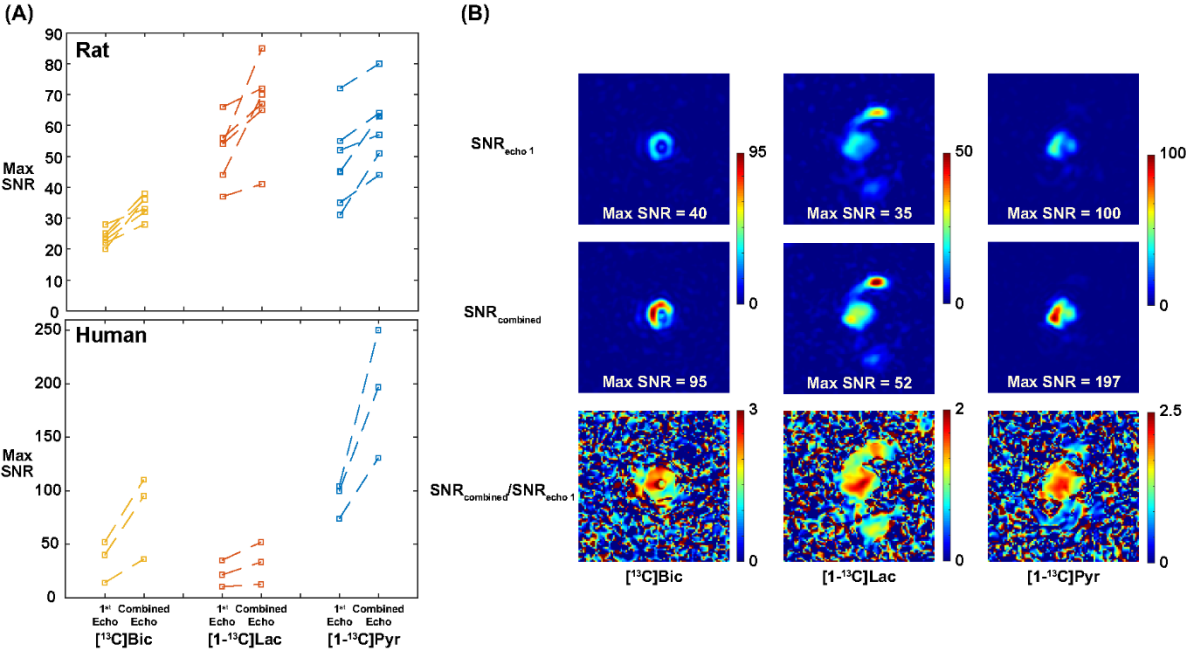 (A)
Rat
Max
SNR
90
80
70
60
50
40
30
20
10
0
Human
Max
SNR
250
200
150
100
50
0
1st Echo Combined Echo 1st Echo Combined Echo 1st Echo Combined Echo
[¹³C]Bic [1-¹³C]Lac [1-¹³C]Pyr
(B)
SNRecho 1
Max SNR = 40
Max SNR = 35
Max SNR = 100
95
0
50
0
100
0
SNRcombined
Max SNR = 95
Max SNR = 52
Max SNR = 197
SNRcombined/SNRecho 1
3
0
2
0
2.5
0
[¹³C]Bic [1-¹³C]Lac [1-¹³C]Pyr